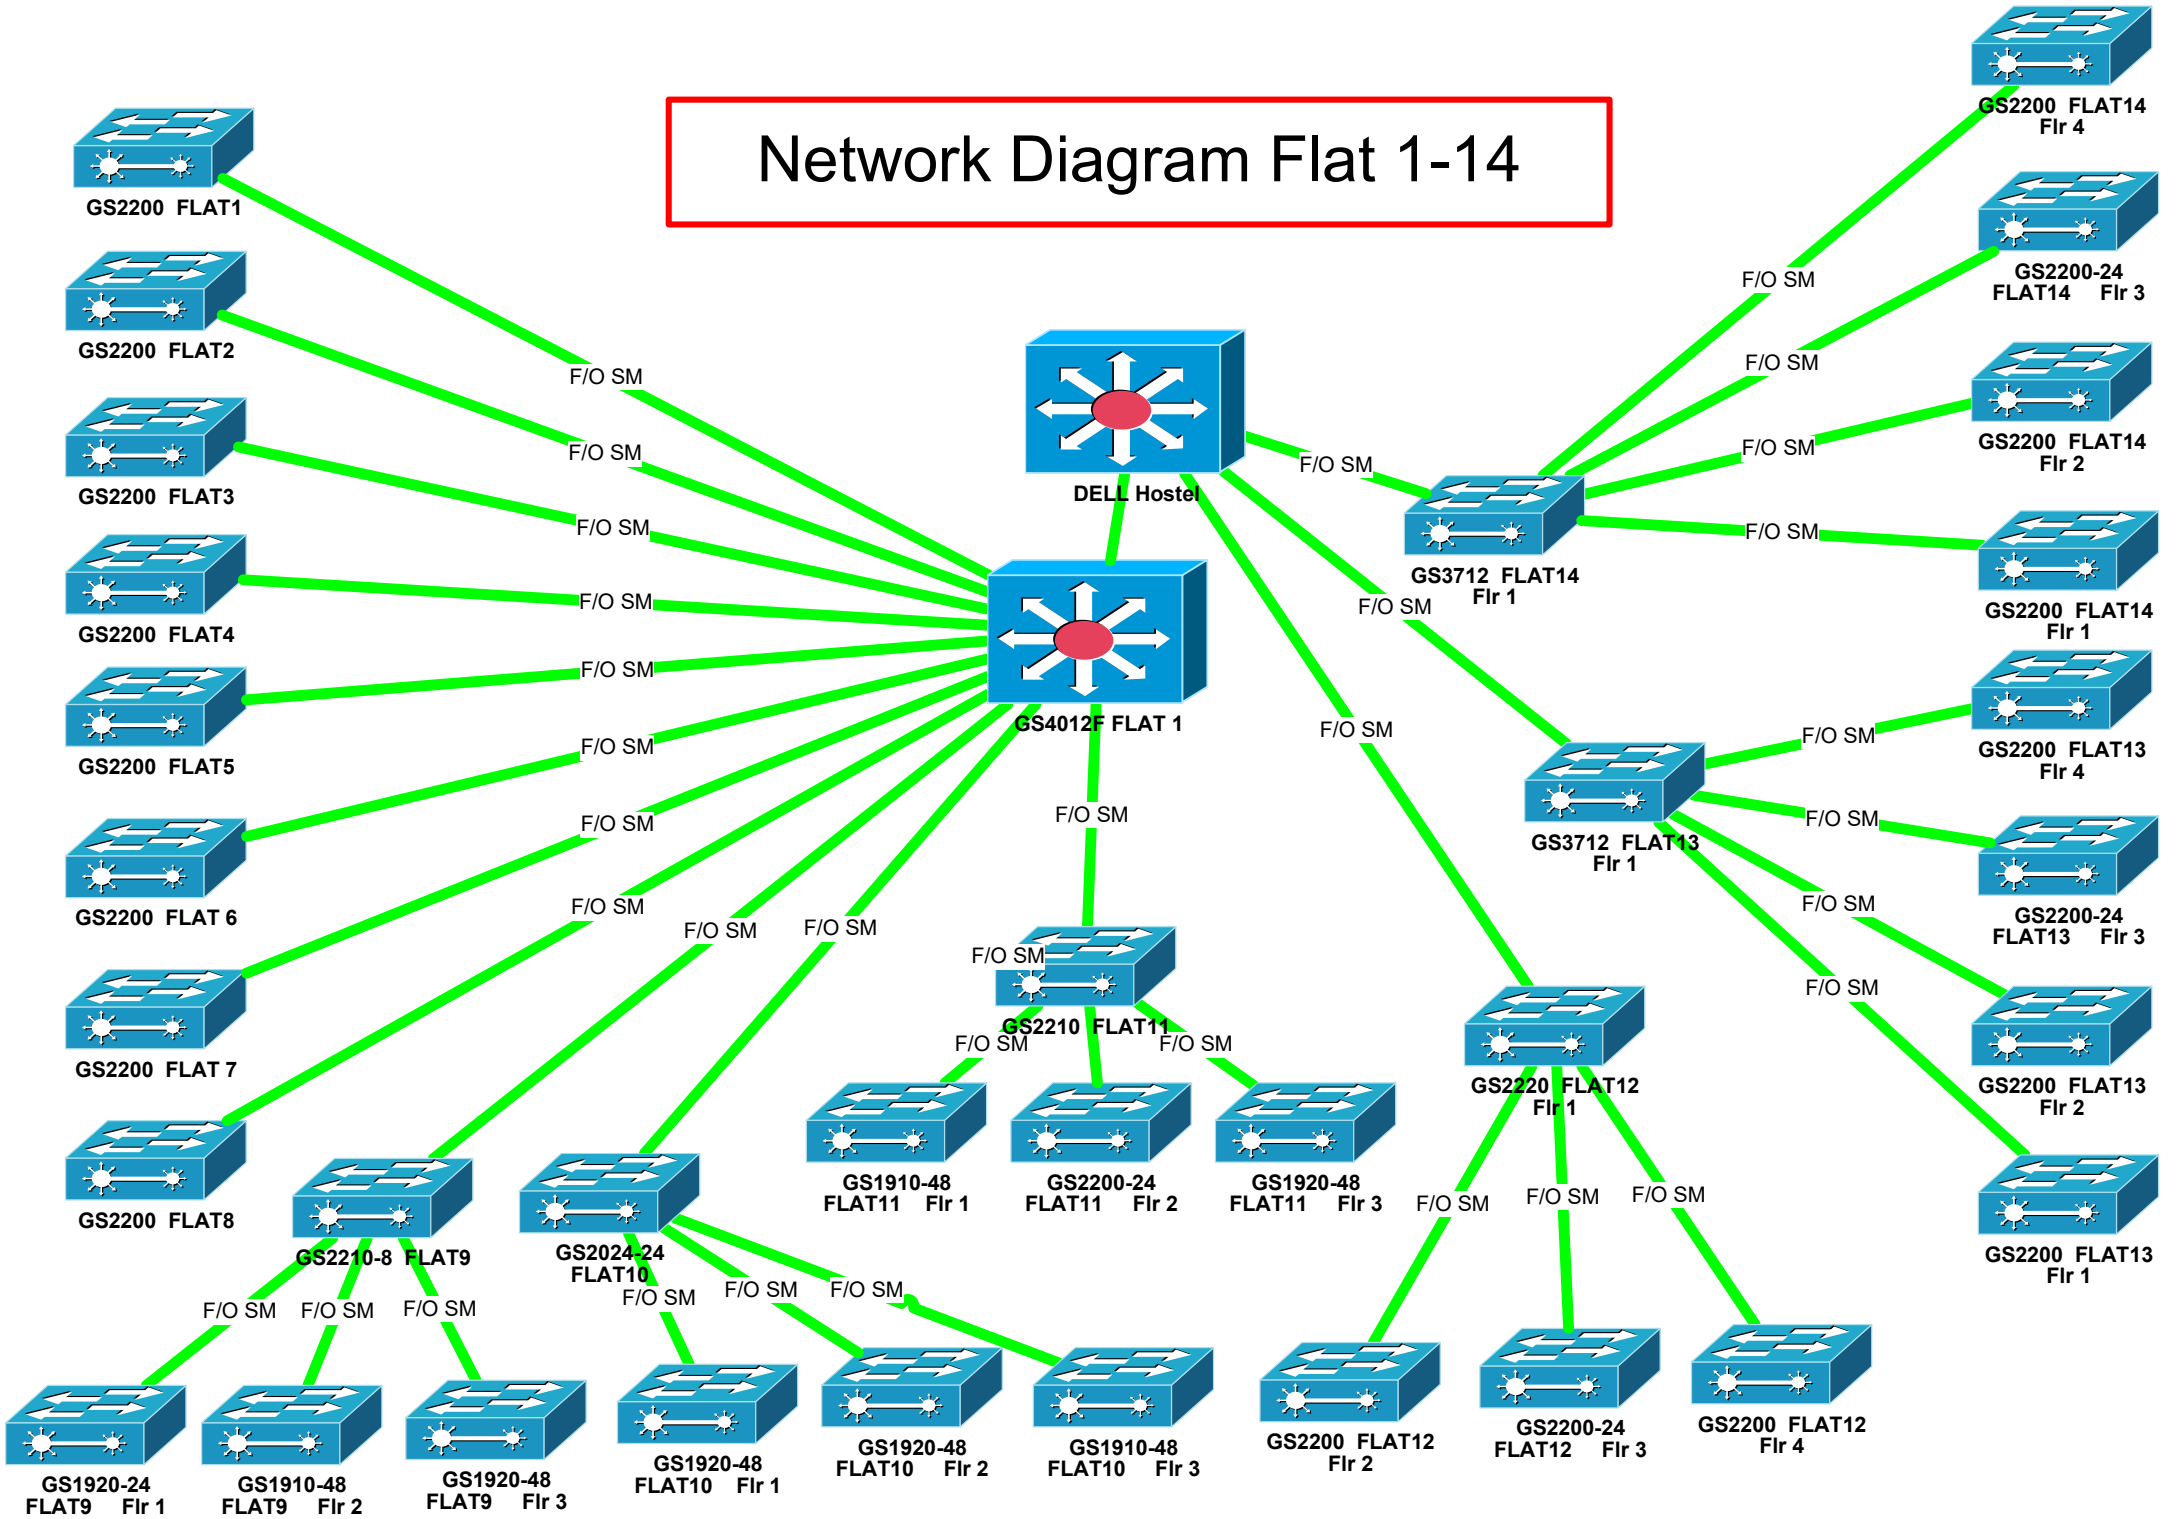 Network Diagram Flat 1-14
GS2200  FLAT1
GS2200  FLAT2
GS2200  FLAT3
GS2200  FLAT4
GS2200  FLAT5
GS2200  FLAT 6
GS2200  FLAT 7
GS2200  FLAT8
F/O SM
F/O SM
F/O SM
F/O SM
F/O SM
F/O SM
F/O SM
F/O SM
F/O SM
F/O SM
F/O SM
DELL Hostel
GS4012F FLAT 1
F/O SM
F/O SM
F/O SM
GS3712  FLAT14
Flr 1
F/O SM
F/O SM
F/O SM
F/O SM
GS2200  FLAT14
Flr 4
GS2200-24
FLAT14     Flr 3
GS2200  FLAT14
Flr 2
GS2200  FLAT14
Flr 1
GS3712  FLAT13
Flr 1
F/O SM
F/O SM
F/O SM
F/O SM
GS2200  FLAT13
Flr 4
GS2200-24
FLAT13     Flr 3
GS2200  FLAT13
Flr 2
GS2200  FLAT13
Flr 1
F/O SM
GS2210  FLAT11
F/O SM
F/O SM
GS1910-48
FLAT11     Flr 1
GS2200-24
FLAT11     Flr 2
GS1920-48
FLAT11     Flr 3
GS2220  FLAT12
Flr 1
F/O SM
F/O SM
F/O SM
GS2200  FLAT12
Flr 2
GS2200-24
FLAT12     Flr 3
GS2200  FLAT12
Flr 4
GS2210-8  FLAT9
F/O SM
F/O SM
F/O SM
GS1920-24
FLAT9     Flr 1
GS1910-48
FLAT9     Flr 2
GS1920-48
FLAT9     Flr 3
GS2024-24
FLAT10
F/O SM
F/O SM
F/O SM
GS1920-48
FLAT10     Flr 1
GS1920-48
FLAT10     Flr 2
GS1910-48
FLAT10     Flr 3